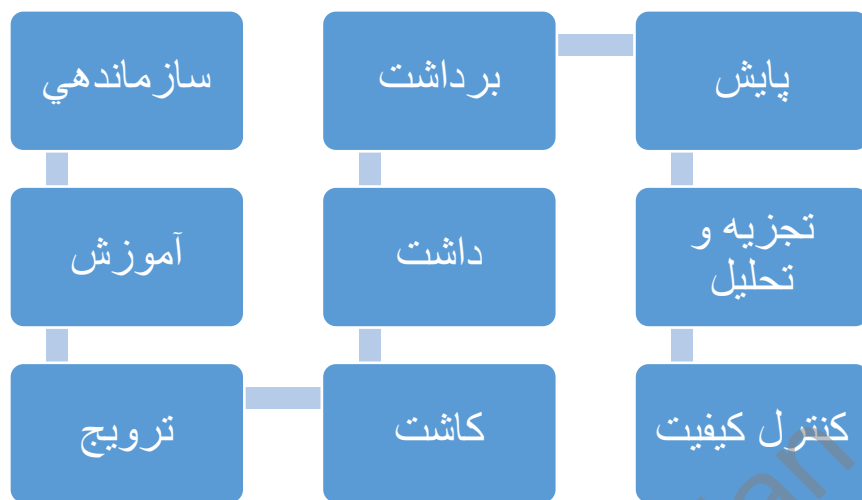 سازماندهي
آموزش
ترویج
کاشت
داشت
برداشت
پایش
تجزیه و
تحلیل
کنترل کیفیت